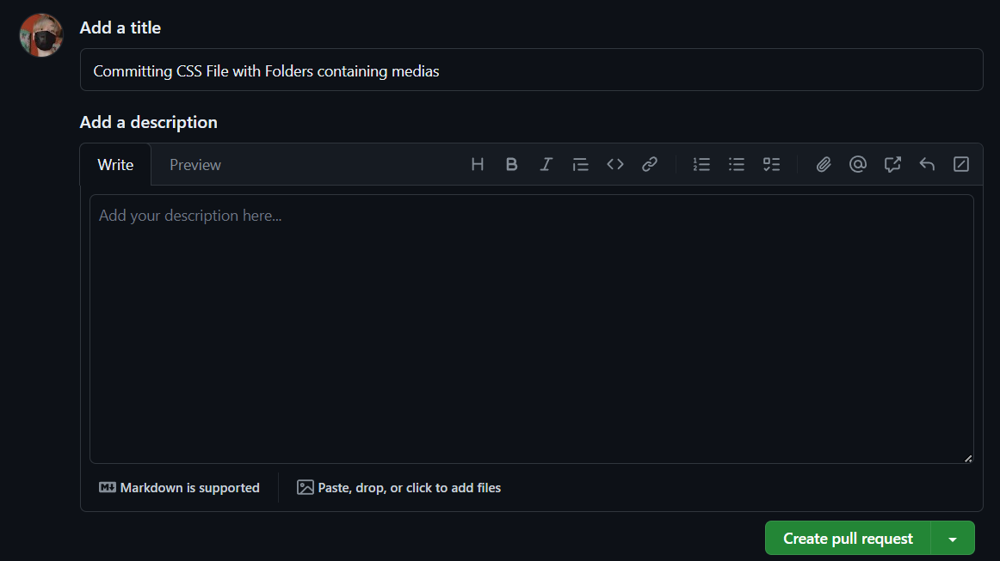 Add a title
Committing CSS File with Folders containing medias
Add a description
Write Preview
Add your description here...
Markdown is supported Paste, drop, or click to add files
Create pull request